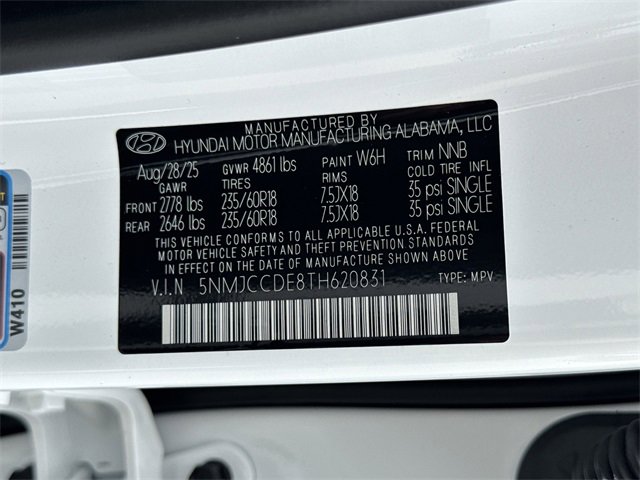 MANUFACTURED BY
HYUNDAI MOTOR MANUFACTURING ALABAMA, LLC
Aug/28/25 GVWR 4861 lbs PAINT W6H TRIM NNB
GAWR TIRES RIMS COLD TIRE INFL
FRONT 2778 lbs 235/60R18 7.5JX18 35 psi SINGLE
REAR 2646 lbs 235/60R18 7.5JX18 35 psi SINGLE
THIS VEHICLE CONFORMS TO ALL APPLICABLE U.S.A. FEDERAL
MOTOR VEHICLE SAFETY AND THEFT PREVENTION STANDARDS
IN EFFECT ON THE DATE OF MANUFACTURE SHOWN ABOVE
V.I.N 5NMJCCDE8TH620831 TYPE: MPV
W410